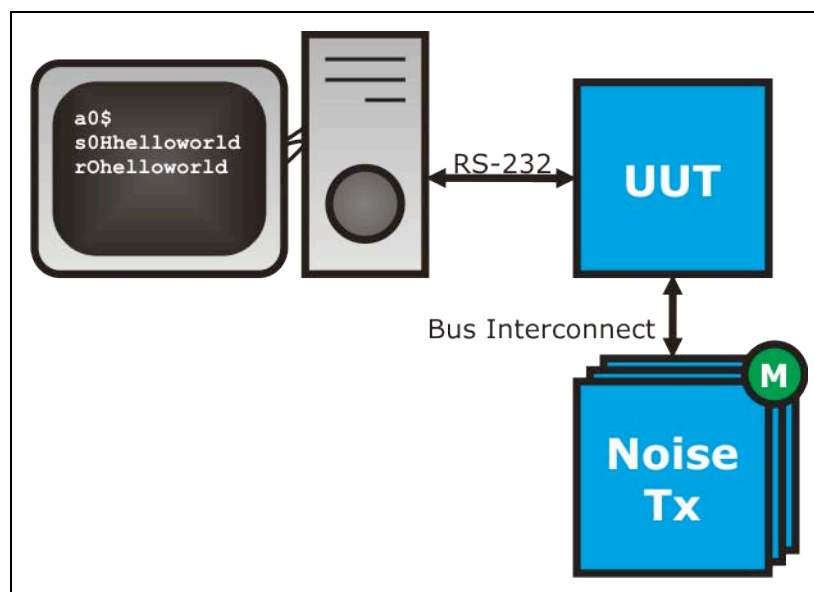 a0$
s0Hhelloworld
rOhelloworld
RS-232
UUT
Bus Interconnect
M
Noise
Tx